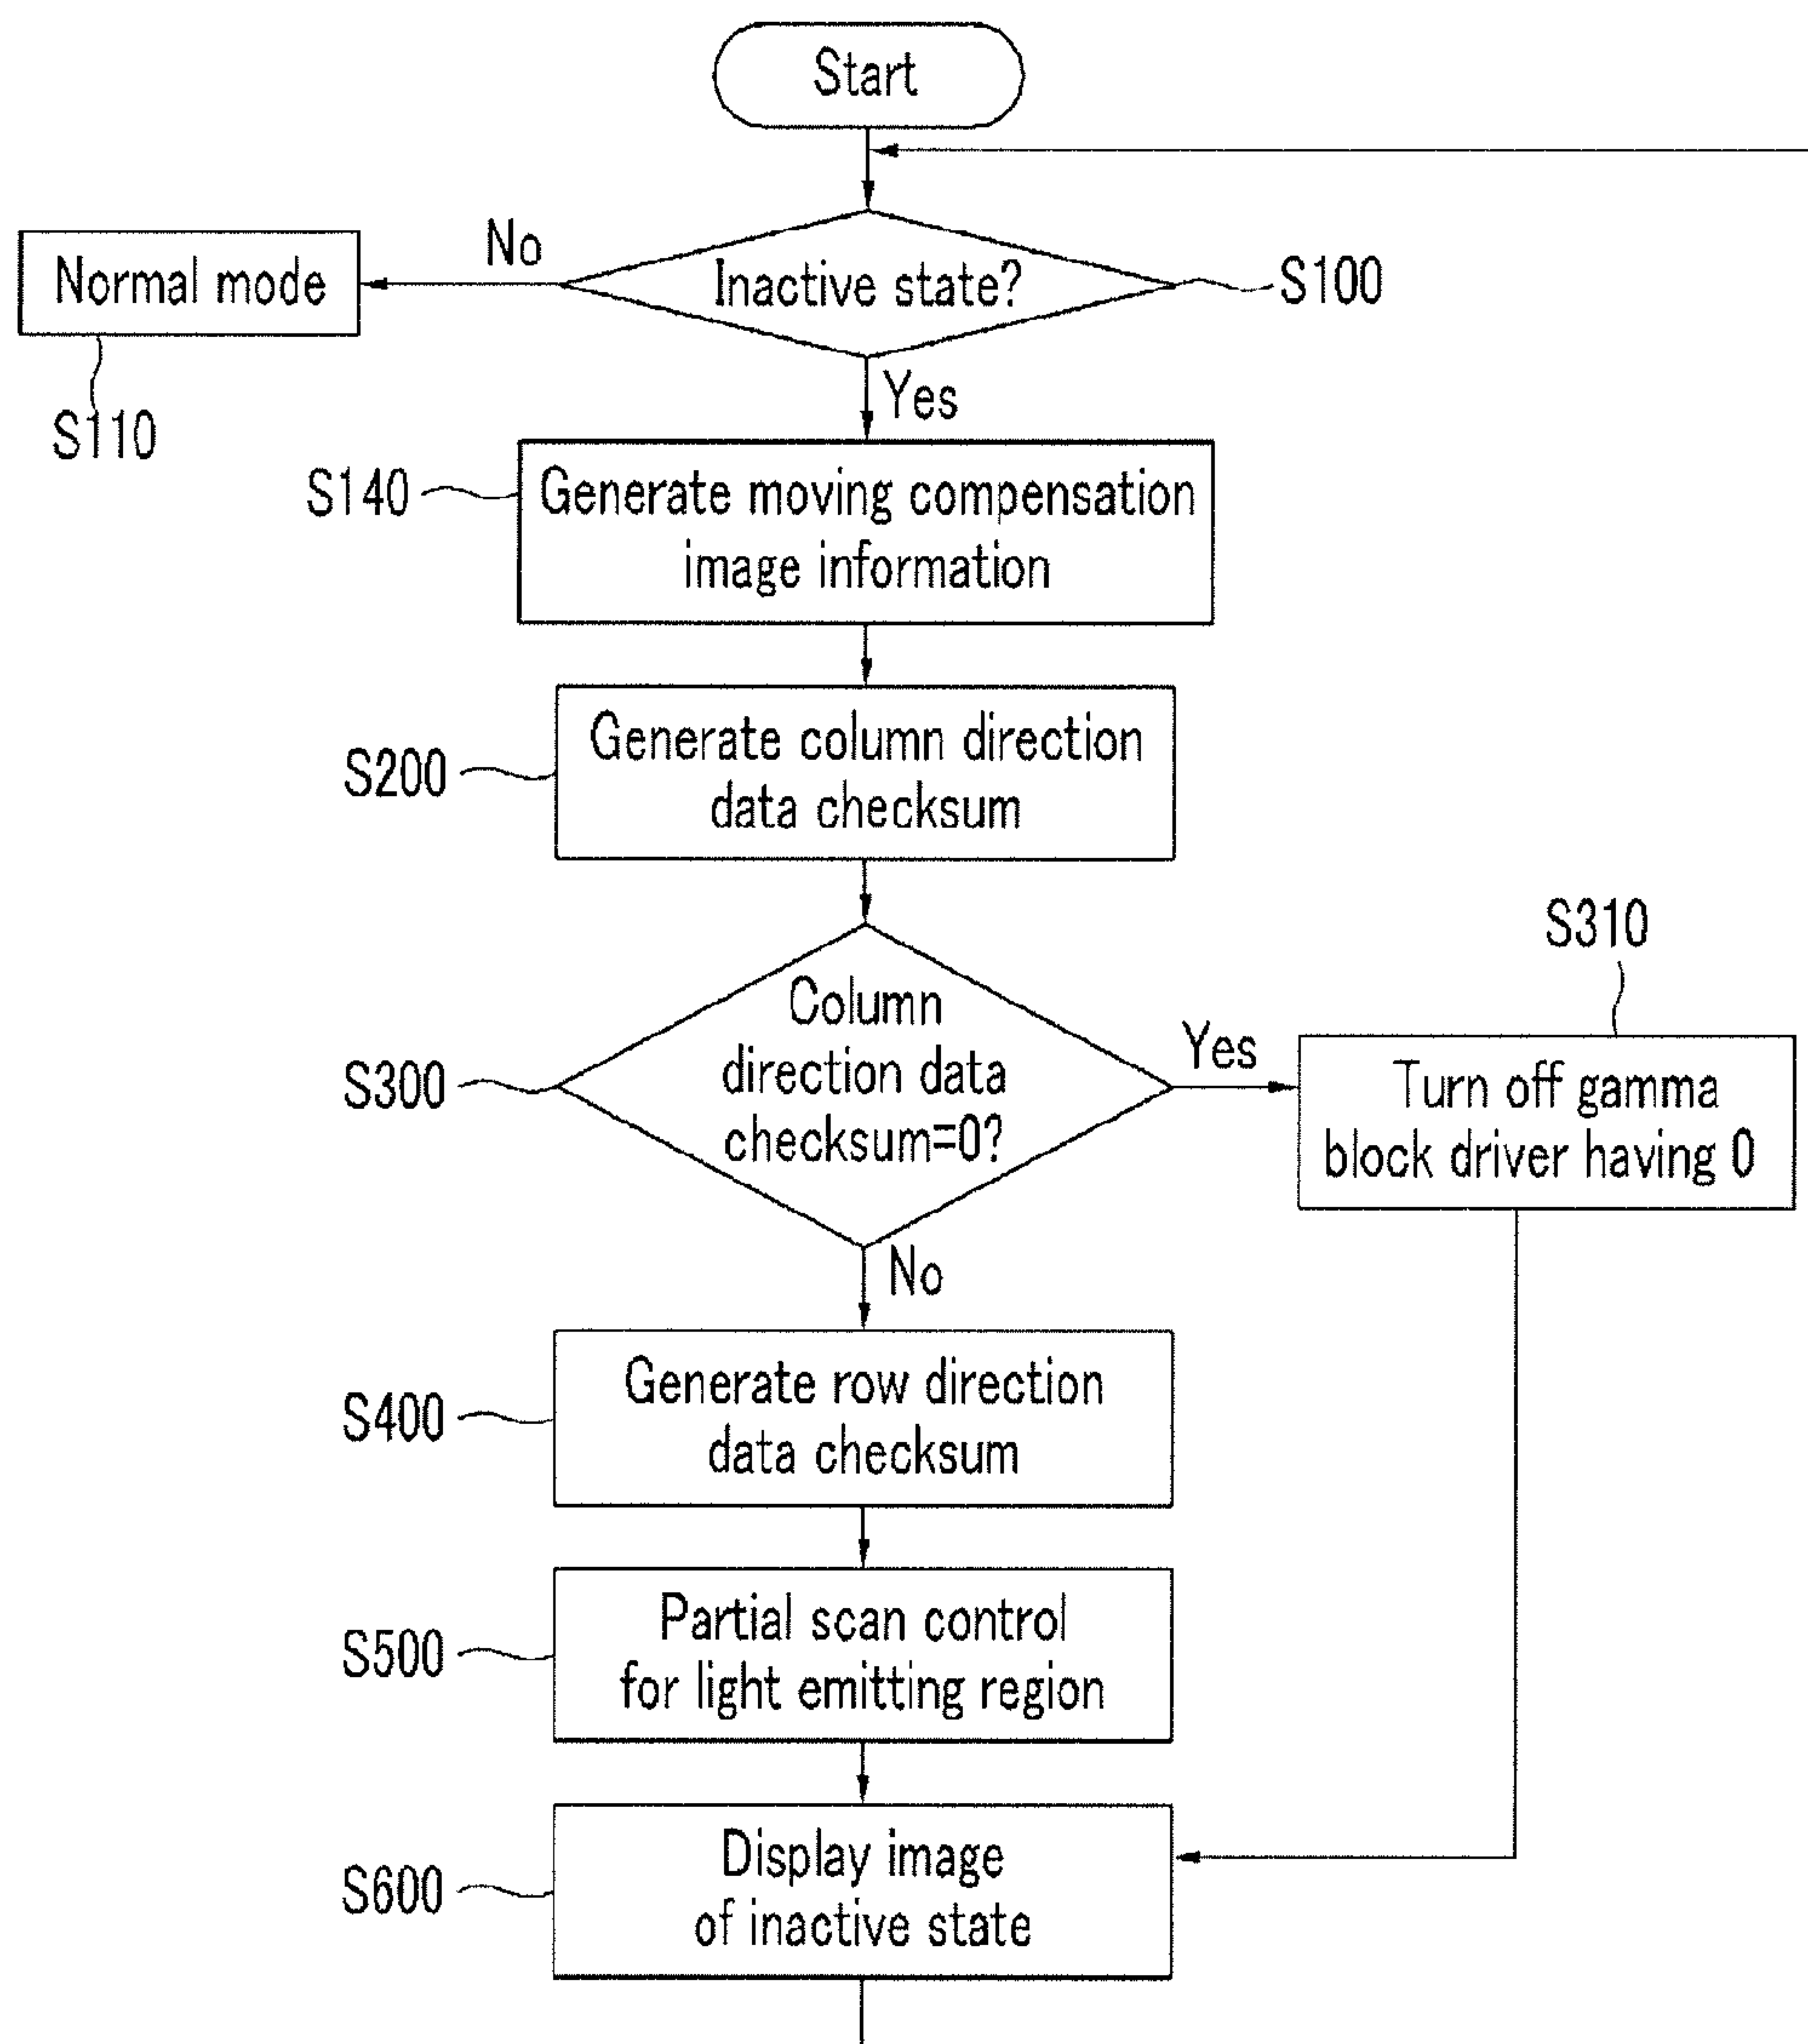 Start
No
Normal mode
Inactive state?
S100
Yes
S110
S140
Generate moving compensation
image information
S200
Generate column direction
data checksum
S310
S300
Column
direction data
checksum=0?
Yes
Turn off gamma
block driver having 0
No
S400
Generate row direction
data checksum
S500
Partial scan control
for light emitting region
S600
Display image
of inactive state